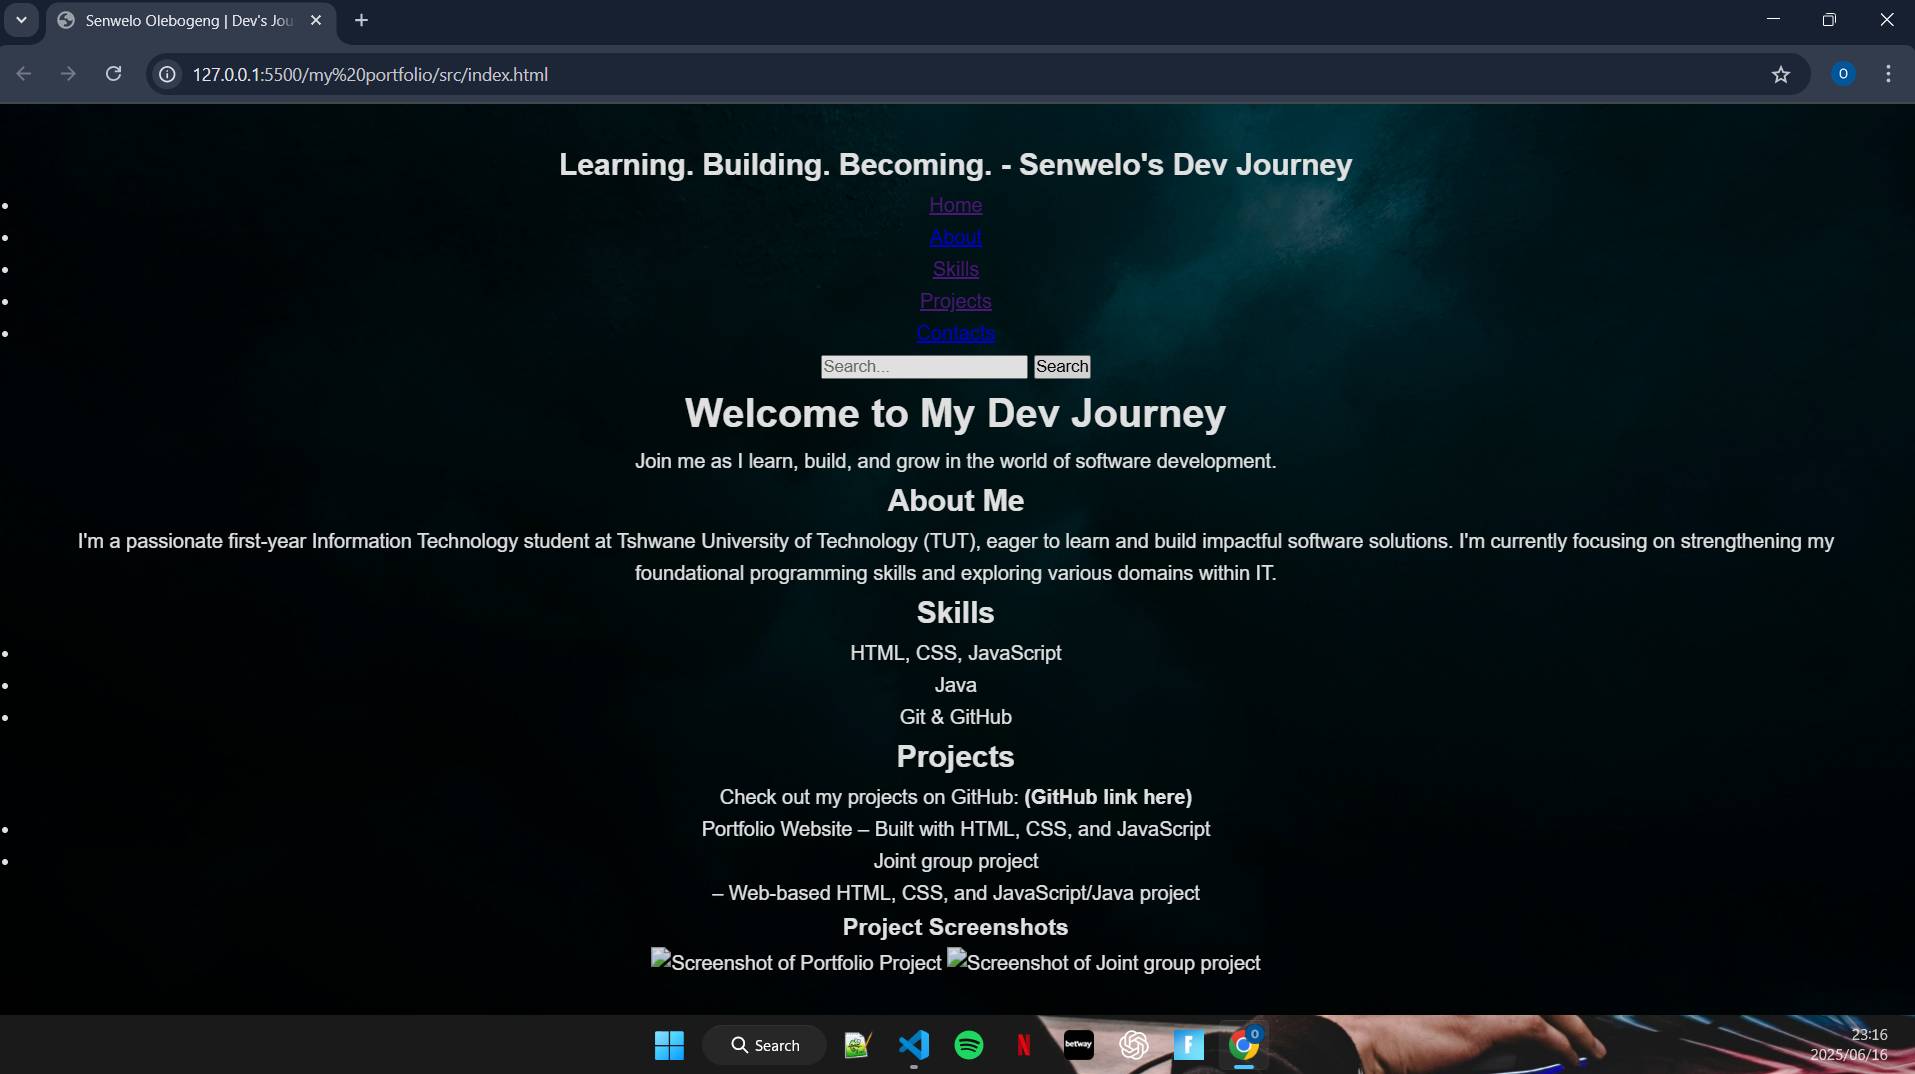 Senwelo Olebogeng | Dev's Jou
127.0.0.1:5500/my%20portfolio/src/index.html
O
Learning. Building. Becoming. - Senwelo's Dev Journey
Home
About
Skills
Projects
Contacts
Search... Search
Welcome to My Dev Journey
Join me as I learn, build, and grow in the world of software development.
About Me
I'm a passionate first-year Information Technology student at Tshwane University of Technology (TUT), eager to learn and build impactful software solutions. I'm currently focusing on strengthening my
foundational programming skills and exploring various domains within IT.
Skills
HTML, CSS, JavaScript
Java
Git & GitHub
Projects
Check out my projects on GitHub: (GitHub link here)
Portfolio Website – Built with HTML, CSS, and JavaScript
Joint group project
– Web-based HTML, CSS, and JavaScript/Java project
Project Screenshots
Screenshot of Portfolio Project Screenshot of Joint group project
Search
N
betway
F
O
23:16
2025/06/16